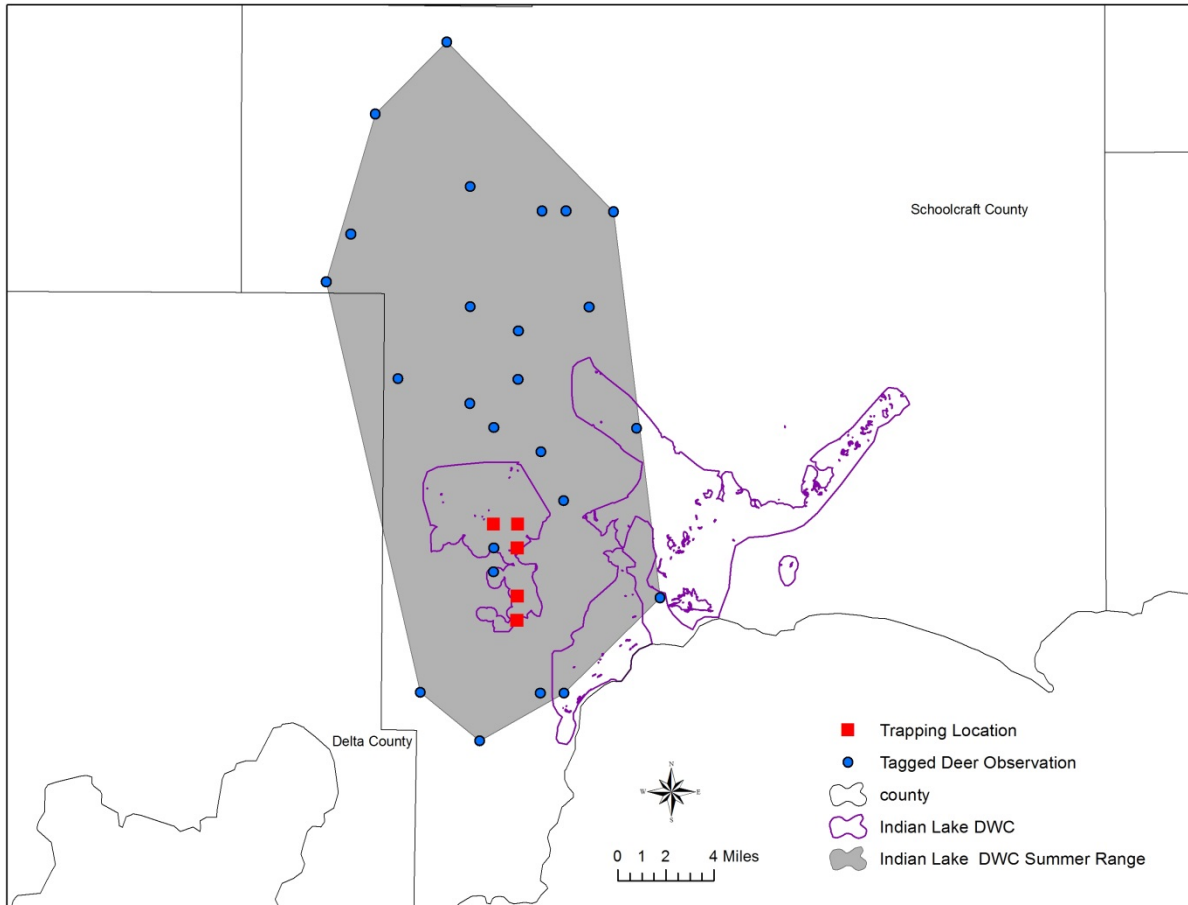 Schoolcraft County
Delta County
Trapping Location
Tagged Deer Observation
county
Indian Lake DWC
Indian Lake  DWC Summer Range
N
W E
S
0 1 2 4 Miles